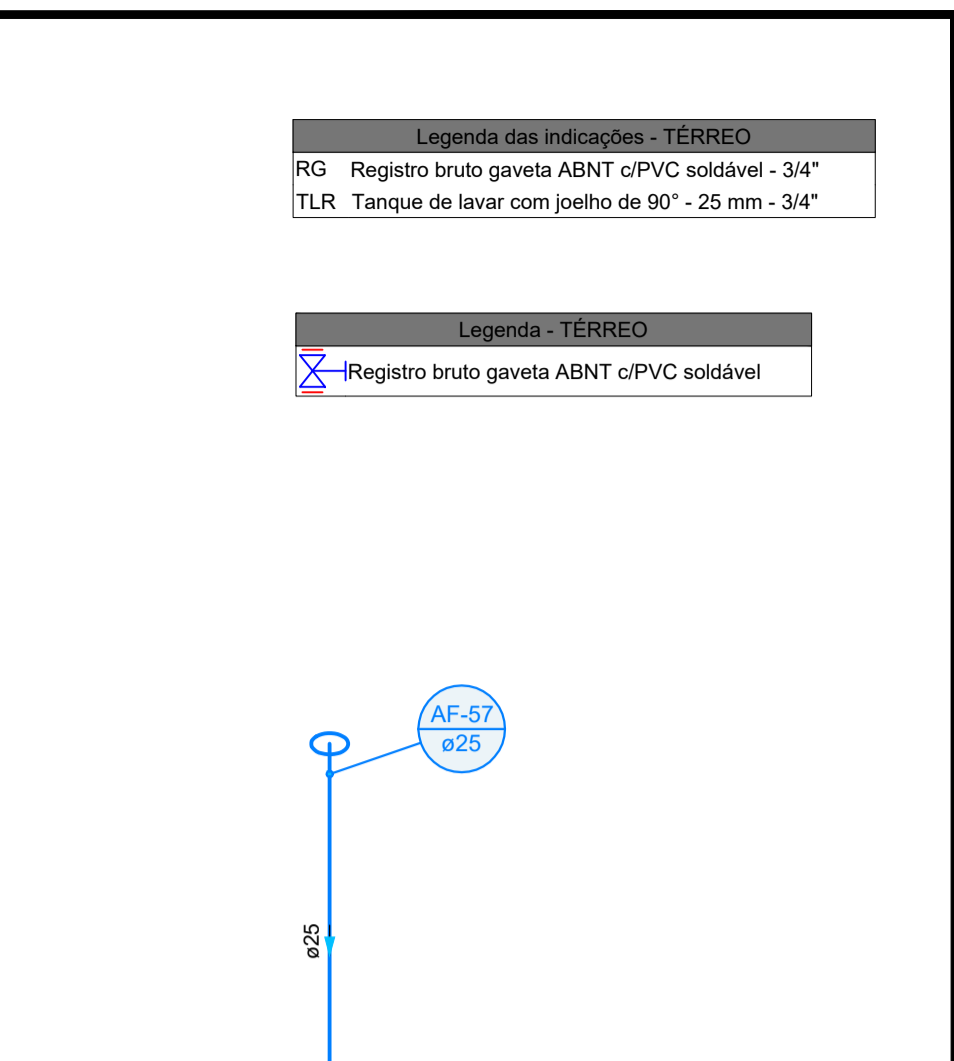 Legenda das indicações - TÉRREO
RG Registro bruto gaveta ABNT c/PVC soldável - 3/4"
TLR Tanque de lavar com joelho de 90° - 25 mm - 3/4"
Legenda - TÉRREO
Registro bruto gaveta ABNT c/PVC soldável
AF-57
ø25
ø25